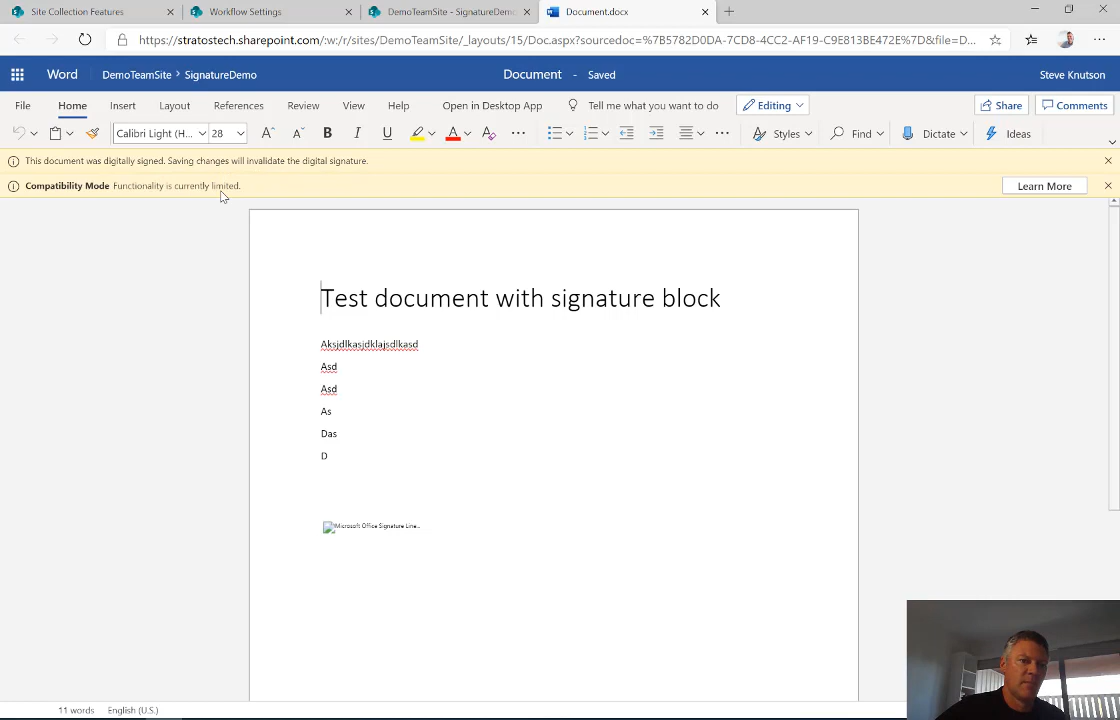 Site Collection Features
Workflow Settings
DemoTeamSite - SignatureDemo
Document.docx
https://stratostech.sharepoint.com/:w:/r/sites/DemoTeamSite/_layouts/15/Doc.aspx?sourcedoc=%7B5782D0DA-7CD8-4CC2-AF19-C9E813BE472E%7D&file=D...
Word DemoTeamSite > SignatureDemo Document - Saved Steve Knutson
File Home Insert Layout References Review View Help Open in Desktop App Tell me what you want to do Editing Share Comments
Calibri Light (H... 28 A A B I U A A Styles Find Dictate Ideas
This document was digitally signed. Saving changes will invalidate the digital signature.
Compatibility Mode Functionality is currently limited. Learn More
Test document with signature block
Aksjdlkasjdklajsdlkasd
Asd
Asd
As
Das
D
Microsoft Office Signature Line...
11 words English (U.S.)